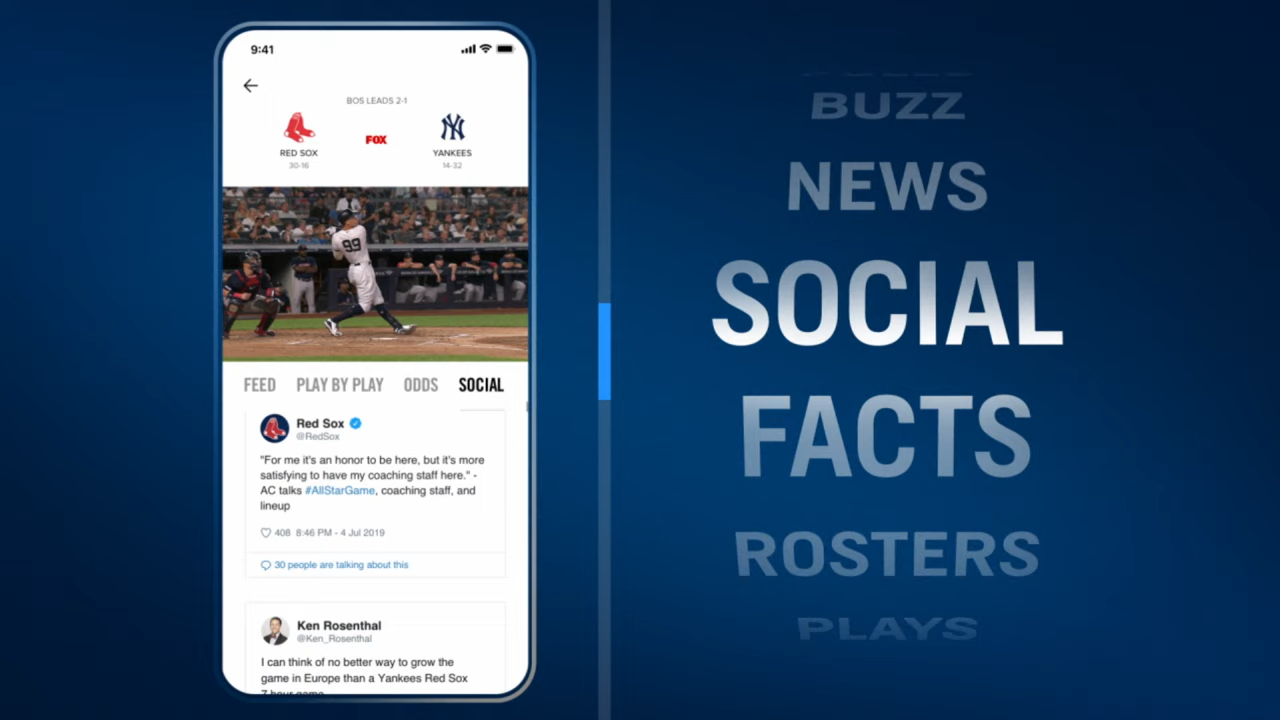 9:41
BOS LEADS 2-1
FOX
RED SOX
YANKEES
30-16
14-32
99
FEED PLAY BY PLAY ODDS SOCIAL
Red Sox
@RedSox
"For me it's an honor to be here, but it's more
satisfying to have my coaching staff here." -
AC talks #AllStarGame, coaching staff, and
lineup
408 8:46 PM - 4 Jul 2019
30 people are talking about this
Ken Rosenthal
@Ken_Rosenthal
I can think of no better way to grow the
game in Europe than a Yankees Red Sox
7 hour game
BUZZ
NEWS
SOCIAL
FACTS
ROSTERS
PLAYS